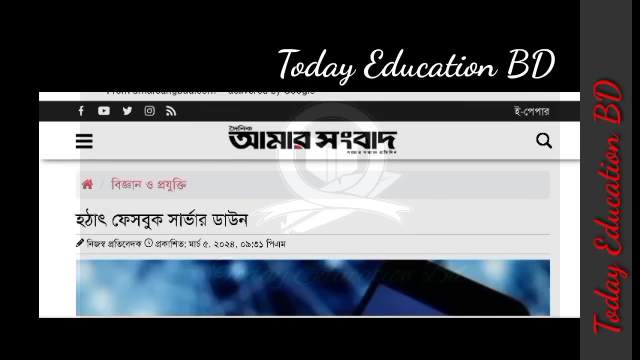 Today Education BD
ই-পেপার
দৈনিক
আমার সংবাদ
বিজ্ঞান ও প্রযুক্তি
হঠাৎ ফেসবুক সার্ভার ডাউন
নিজস্ব প্রতিবেদক প্রকাশিত: মার্চ ৫, ২০২৪, ০৯:৩১ পিএম
Today Education BD